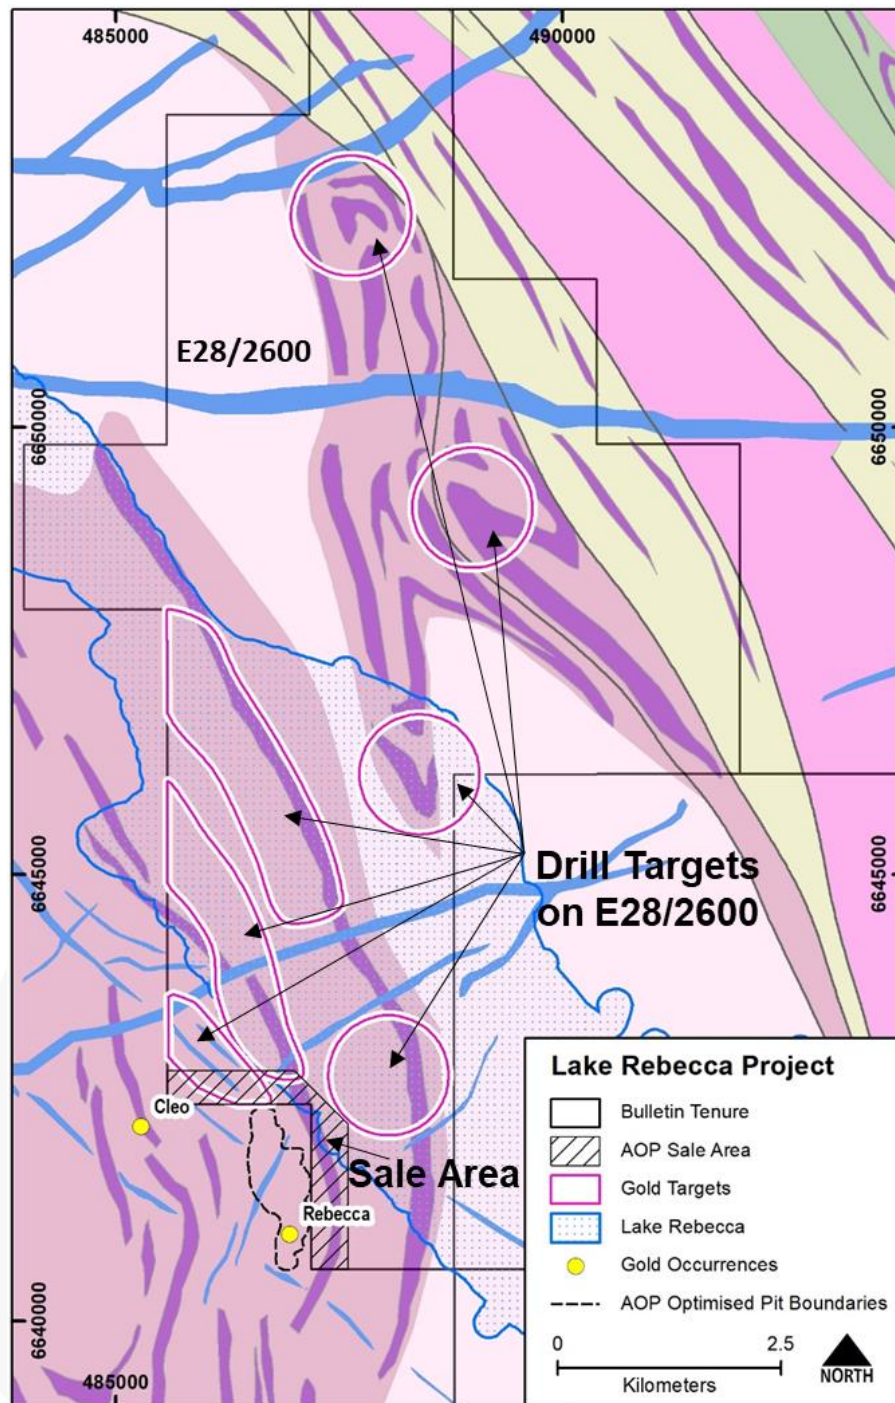 485000
490000
E28/2600
6650000
6650000
6645000
6645000
Drill Targets
on E28/2600
Cleo
Sale Area
Rebecca
6640000
485000
Lake Rebecca Project
Bulletin Tenure
AOP Sale Area
Gold Targets
Lake Rebecca
Gold Occurrences
AOP Optimised Pit Boundaries
0
2.5
Kilometers
NORTH